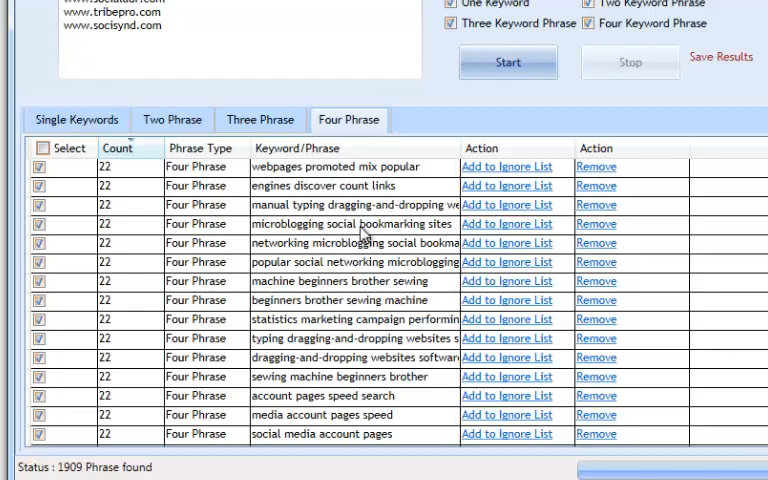 www.tribepro.com
www.socisynd.com
One Keyword Two Keyword Phrase
Three Keyword Phrase Four Keyword Phrase
Start Stop Save Results
Single Keywords Two Phrase Three Phrase Four Phrase
Select Count Phrase Type Keyword/Phrase Action Action
22 Four Phrase webpages promoted mix popular Add to Ignore List Remove
22 Four Phrase engines discover count links Add to Ignore List Remove
22 Four Phrase manual typing dragging-and-dropping we Add to Ignore List Remove
22 Four Phrase microblogging social bookmarking sites Add to Ignore List Remove
22 Four Phrase networking microblogging social bookma Add to Ignore List Remove
22 Four Phrase popular social networking microblogging Add to Ignore List Remove
22 Four Phrase machine beginners brother sewing Add to Ignore List Remove
22 Four Phrase beginners brother sewing machine Add to Ignore List Remove
22 Four Phrase statistics marketing campaign performin Add to Ignore List Remove
22 Four Phrase typing dragging-and-dropping websites s Add to Ignore List Remove
22 Four Phrase dragging-and-dropping websites softwar Add to Ignore List Remove
22 Four Phrase sewing machine beginners brother Add to Ignore List Remove
22 Four Phrase account pages speed search Add to Ignore List Remove
22 Four Phrase media account pages speed Add to Ignore List Remove
22 Four Phrase social media account pages Add to Ignore List Remove
Status : 1909 Phrase found